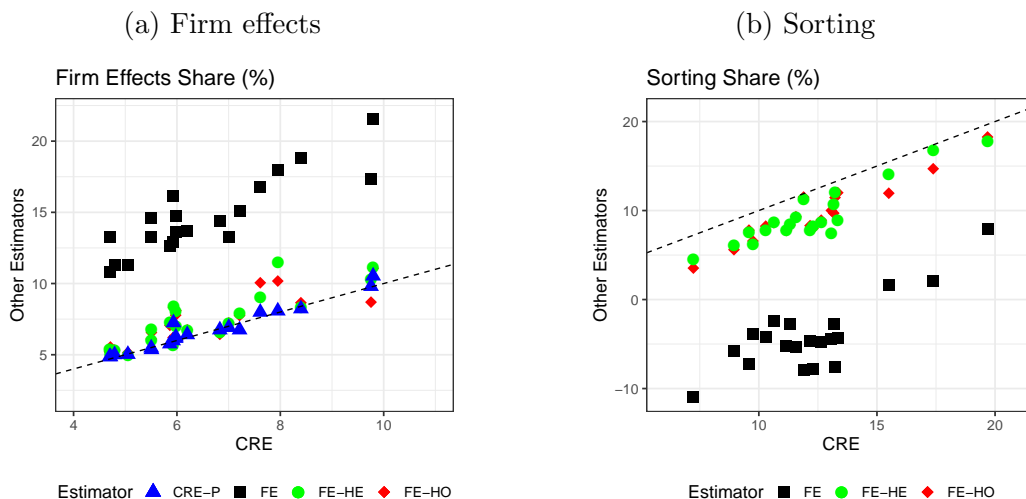 (a) Firm effects
Firm Effects Share (%)
Other Estimators
20
15
10
5
4
6
8
10
CRE
Estimator CRE−P FE FE−HE FE−HO
(b) Sorting
Sorting Share (%)
Other Estimators
20
10
0
−10
10
15
20
CRE
Estimator FE FE−HE FE−HO